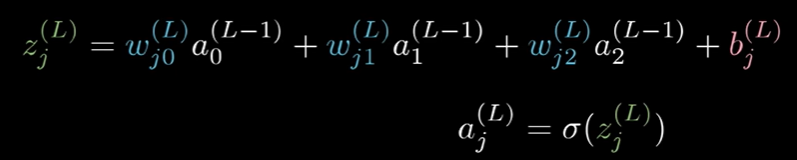 z_j^{(L)} = w_{j0}^{(L)} a_0^{(L-1)} + w_{j1}^{(L)} a_1^{(L-1)} + w_{j2}^{(L)} a_2^{(L-1)} + b_j^{(L)}
a_j^{(L)} = σ(z_j^{(L)})